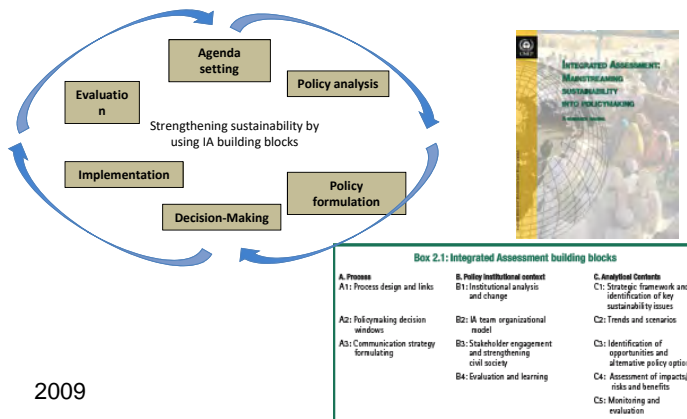 Agenda
setting
Policy analysis
Evaluatio
n
Strengthening sustainability by
using IA building blocks
Implementation
Policy
formulation
Decision-Making
UNEP
INTEGRATED ASSESSMENT:
MAINSTREAMING
SUSTAINABILITY
INTO POLICYMAKING
Box 2.1: Integrated Assessment building blocks
A. Process
A1: Process design and links
A2: Policymaking decision
windows
A3: Communication strategy
formulating
B. Policy institutional context
B1: Institutional analysis
and change
B2: IA team organizational
model
B3: Stakeholder engagement
and strengthening
civil society
B4: Evaluation and learning
C. Analytical Contents
C1: Strategic framework and
identification of key
sustainability issues
C2: Trends and scenarios
C3: Identification of
opportunities and
alternative policy option
C4: Assessment of impacts/
risks and benefits
C5: Monitoring and
evaluation
2009